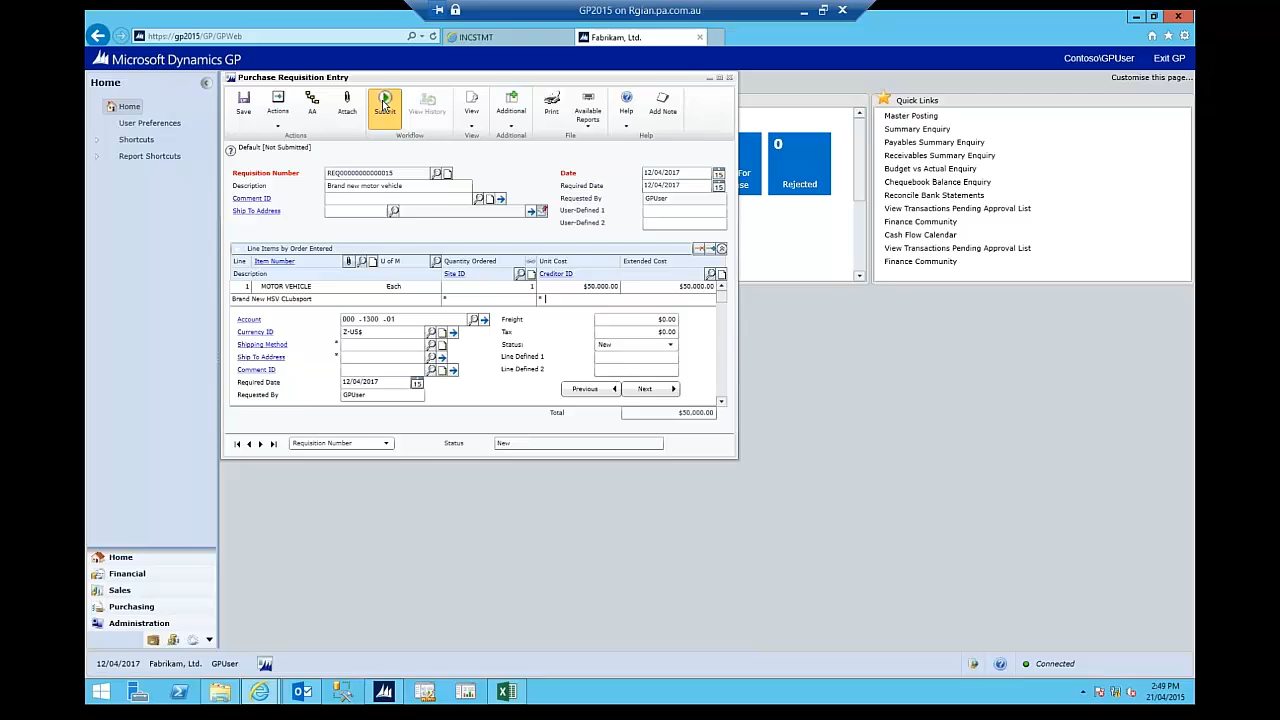 GP2015 on Rgian.pa.com.au
https://gp2015/GP/GPWeb
INCSTMT
Fabrikam, Ltd.
Microsoft Dynamics GP
Contoso\GPUser
Exit GP
Home
Customise this page...
Home
User Preferences
Shortcuts
Report Shortcuts
Purchase Requisition Entry
Save
Actions
AA
Attach
Submit
View History
View
Additional
Print
Available Reports
Help
Add Note
Actions
Workflow
View
Additional
File
Help
Default [Not Submitted]
Requisition Number
REQ00000000000015
Date
12/04/2017
Description
Brand new motor vehicle
Required Date
12/04/2017
Comment ID
Requested By
GPUser
Ship To Address
User-Defined 1
User-Defined 2
Line Items by Order Entered
Line
Item Number
U of M
Quantity Ordered
Unit Cost
Extended Cost
Description
Site ID
Creditor ID
1
MOTOR VEHICLE
Each
1
$50,000.00
$50,000.00
Brand New HSV CLubsport
*
*
Account
000 -1300 -01
Freight
$0.00
Currency ID
Z-US$
Tax
$0.00
Shipping Method
*
Status:
New
Ship To Address
*
Line Defined 1
Comment ID
Line Defined 2
Required Date
12/04/2017
Previous
Next
Requested By
GPUser
Total
$50,000.00
Requisition Number
Status
New
For
0
Rejected
Quick Links
Master Posting
Summary Enquiry
Payables Summary Enquiry
Receivables Summary Enquiry
Budget vs Actual Enquiry
Chequebook Balance Enquiry
Reconcile Bank Statements
View Transactions Pending Approval List
Finance Community
Cash Flow Calendar
View Transactions Pending Approval List
Finance Community
Home
Financial
Sales
Purchasing
Administration
12/04/2017
Fabrikam, Ltd.
GPUser
Connected
2:49 PM
21/04/2015